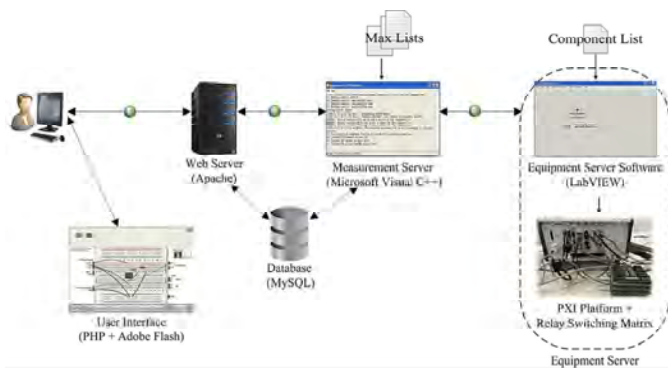 Max Lists
Component List
Web Server
(Apache)
Measurement Server
(Microsoft Visual C++)
Equipment Server Software
(LabVIEW)
Database
(MySQL)
User Interface
(PHP + Adobe Flash)
PXI Platform +
Relay Switching Matrix
Equipment Server